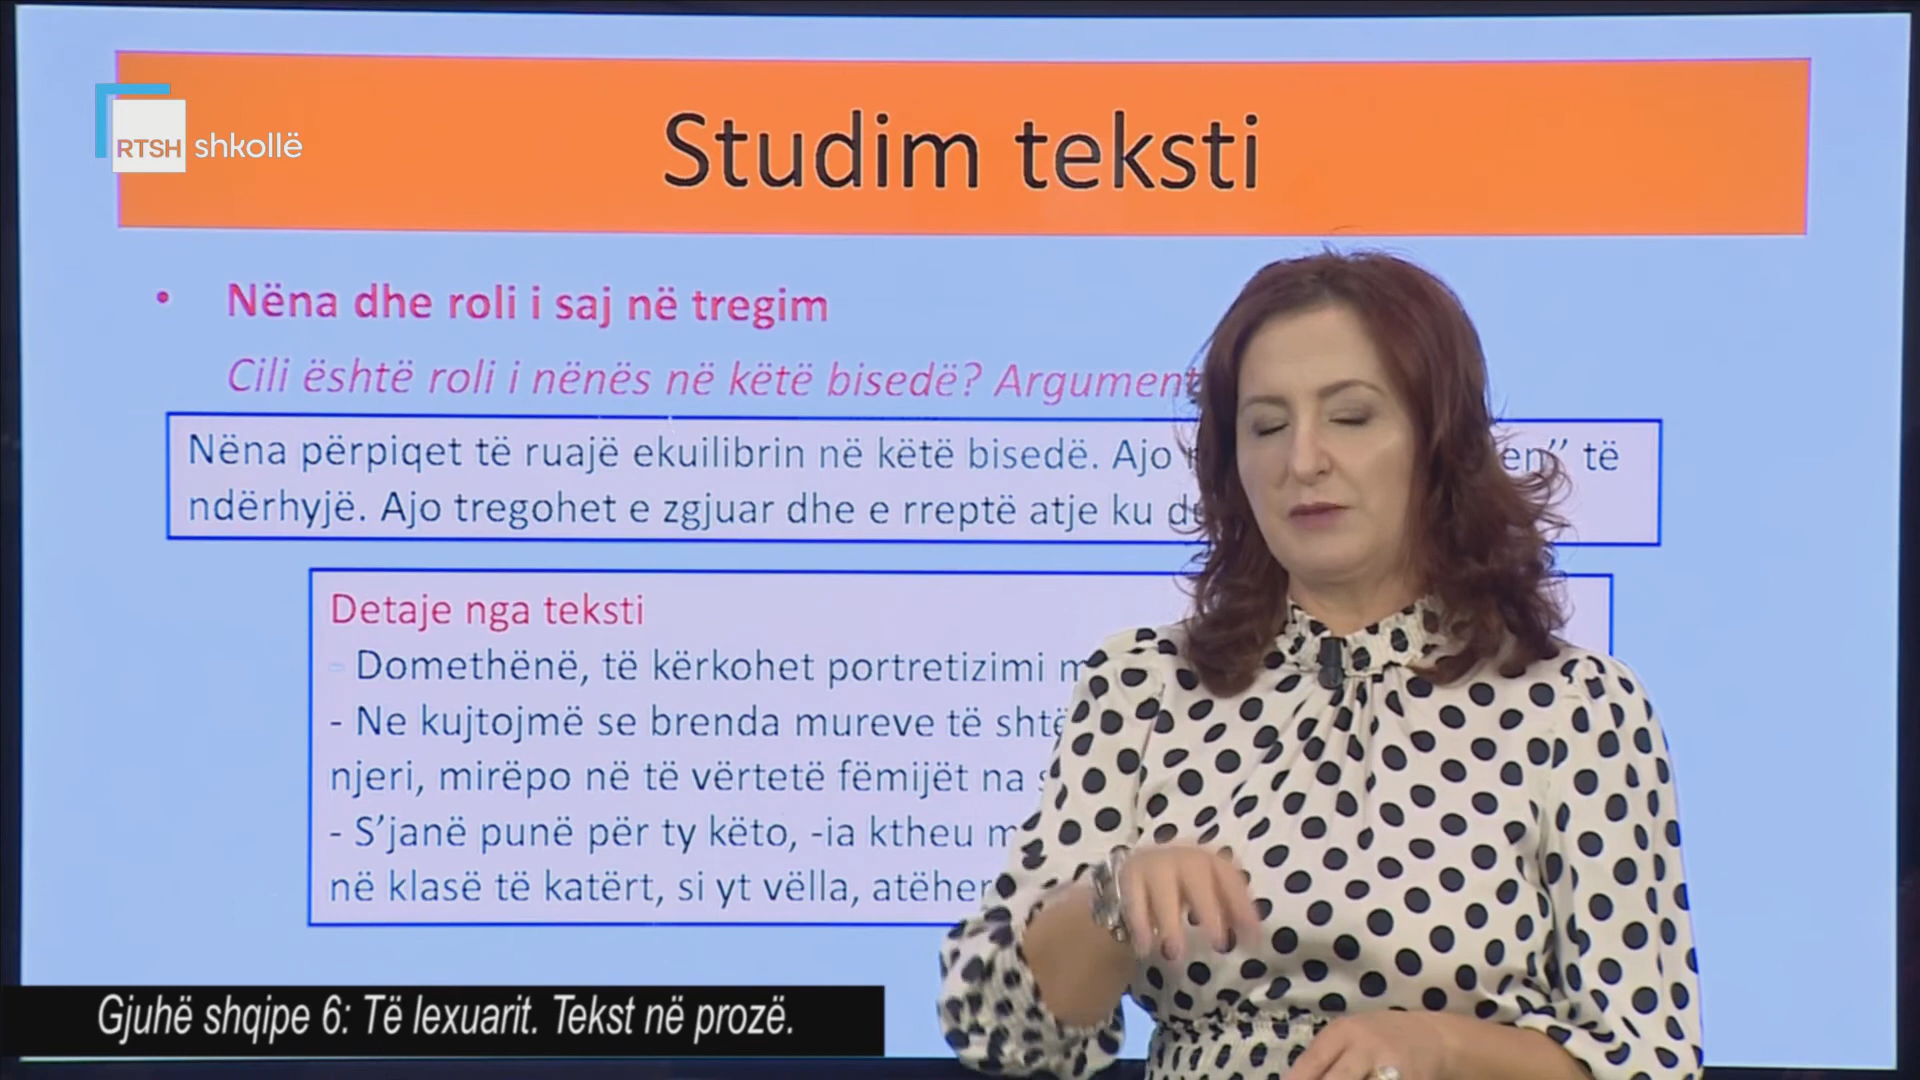 RTSH shkollë
Studim teksti
• Nëna dhe roli i saj në tregim
Cili është roli i nënës në këtë bisedë?
Nëna përpiqet të ruajë ekuilibrin në këtë bisedë. Ajo të
ndërhyjë. Ajo tregohet e zgjuar dhe e rreptë atje ku
Detaje nga teksti
- Domethënë, të kërkohet portretizimi
- Ne kujtojmë se brenda mureve të
njeri, mirëpo në të vërtetë fëmijët na
- S’janë punë për ty këto, -ia ktheu
në klasë të katërt, si yt vëlla,
Gjuhë shqipe 6: Të lexuarit. Tekst në prozë.